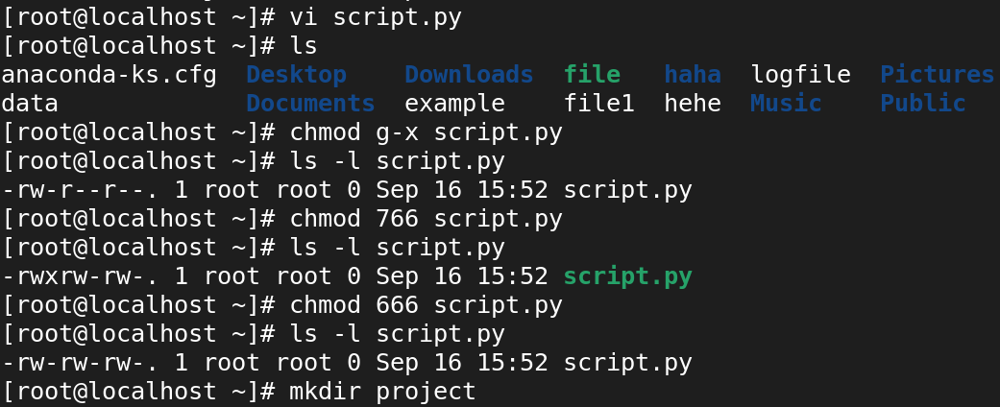 [root@localhost ~]# vi script.py
[root@localhost ~]# ls
anaconda-ks.cfg  Desktop    Downloads  file   haha  logfile  Pictures
data             Documents  example    file1  hehe  Music    Public
[root@localhost ~]# chmod g-x script.py
[root@localhost ~]# ls -l script.py
-rw-r--r--. 1 root root 0 Sep 16 15:52 script.py
[root@localhost ~]# chmod 766 script.py
[root@localhost ~]# ls -l script.py
-rwxrw-rw-. 1 root root 0 Sep 16 15:52 script.py
[root@localhost ~]# chmod 666 script.py
[root@localhost ~]# ls -l script.py
-rw-rw-rw-. 1 root root 0 Sep 16 15:52 script.py
[root@localhost ~]# mkdir project